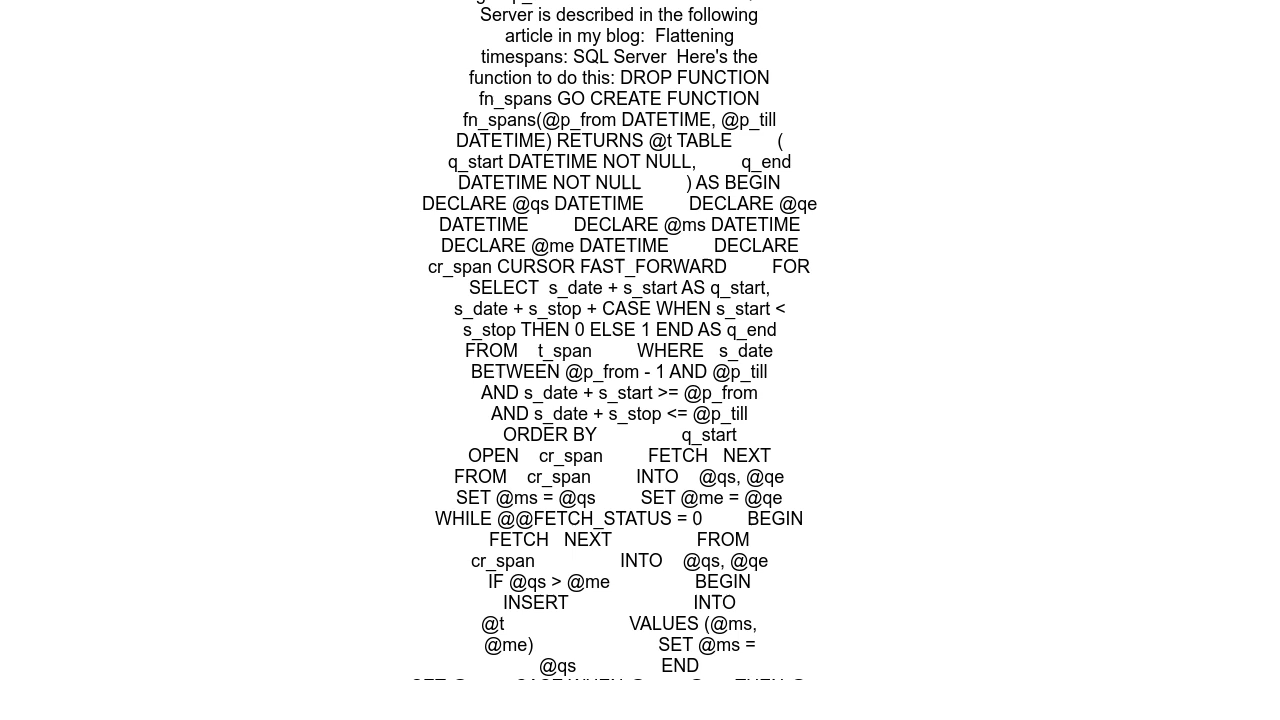 Server is described in the following
article in my blog:  Flattening
timespans: SQL Server  Here's the
function to do this: DROP FUNCTION
fn_spans GO CREATE FUNCTION
fn_spans(@p_from DATETIME, @p_till
DATETIME) RETURNS @t TABLE         (
q_start DATETIME NOT NULL,         q_end
DATETIME NOT NULL         ) AS BEGIN
DECLARE @qs DATETIME         DECLARE @qe
DATETIME         DECLARE @ms DATETIME
DECLARE @me DATETIME         DECLARE
cr_span CURSOR FAST_FORWARD         FOR
SELECT  s_date + s_start AS q_start,
s_date + s_stop + CASE WHEN s_start <
s_stop THEN 0 ELSE 1 END AS q_end
FROM    t_span         WHERE   s_date
BETWEEN @p_from - 1 AND @p_till
AND s_date + s_start >= @p_from
AND s_date + s_stop <= @p_till
ORDER BY                 q_start
OPEN    cr_span         FETCH   NEXT
FROM    cr_span         INTO    @qs, @qe
SET @ms = @qs         SET @me = @qe
WHILE @@FETCH_STATUS = 0         BEGIN
FETCH   NEXT                 FROM
cr_span                 INTO    @qs, @qe
IF @qs > @me                 BEGIN
INSERT                         INTO
@t                         VALUES (@ms,
@me)                         SET @ms =
@qs                 END